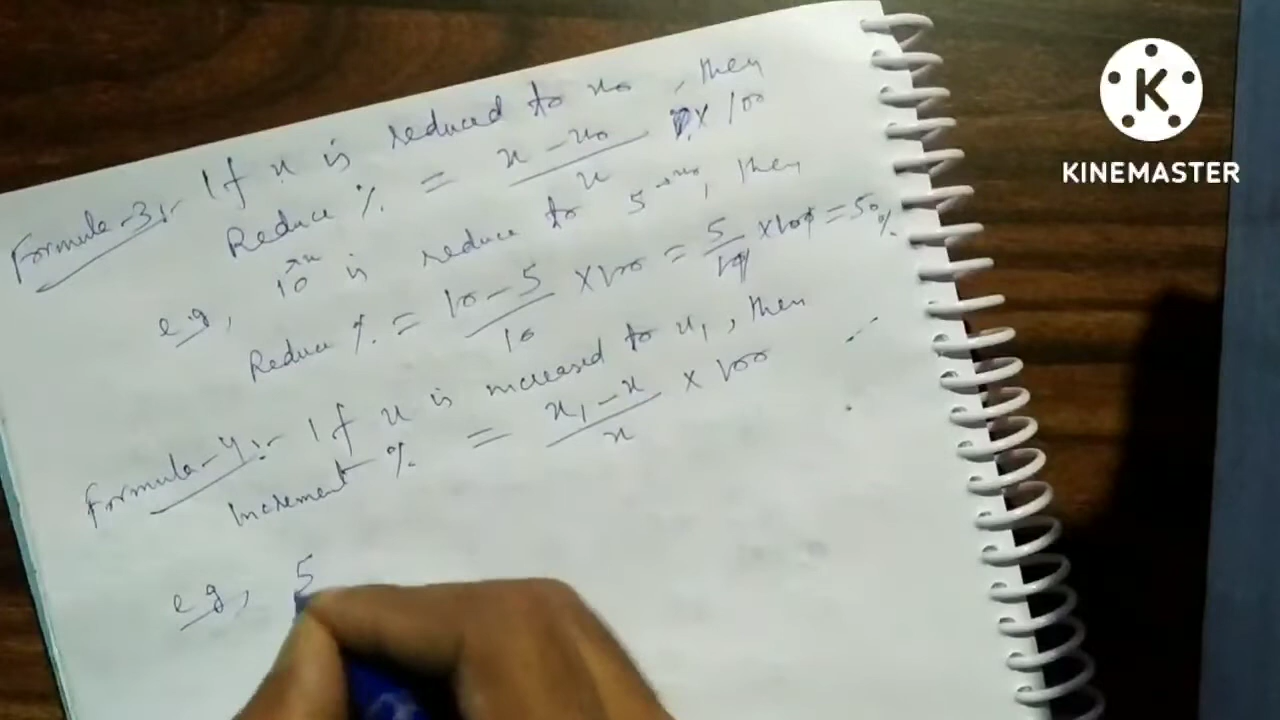 Formula-3:- If x is reduced to x₀, then
Reduce % = x - x₀ / x × 100
e.g, 10→x is reduce to 5→x₀, then
Reduce % = 10 - 5 / 10 × 100 = 5 / 10 × 100 = 50%
Formula-4:- If x is increased to x₁, then
Increment % = x₁ - x / x × 100
e.g, 5
K
KINEMASTER